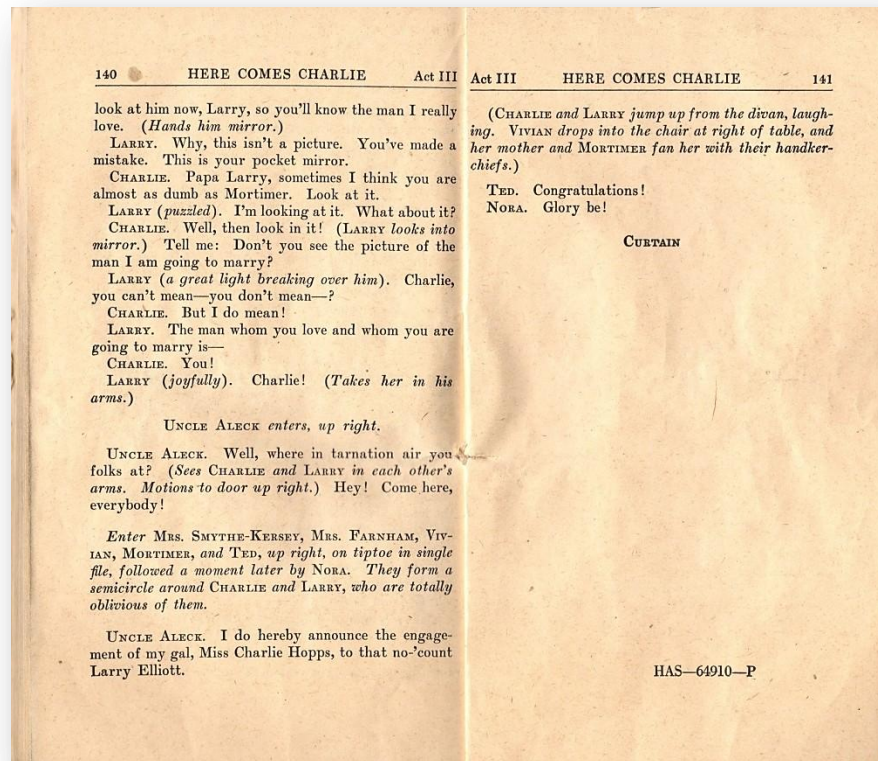 140 HERE COMES CHARLIE Act III
look at him now, Larry, so you'll know the man I really
love. (Hands him mirror.)
LARRY. Why, this isn't a picture. You've made a
mistake. This is your pocket mirror.
CHARLIE. Papa Larry, sometimes I think you are
almost as dumb as Mortimer. Look at it.
LARRY (puzzled). I'm looking at it. What about it?
CHARLIE. Well, then look in it! (LARRY looks into
mirror.) Tell me: Don't you see the picture of the
man I am going to marry?
LARRY (a great light breaking over him). Charlie,
you can't mean—you don't mean—?
CHARLIE. But I do mean!
LARRY. The man whom you love and whom you are
going to marry is—
CHARLIE. You!
LARRY (joyfully). Charlie! (Takes her in his
arms.)
UNCLE ALECK enters, up right.
UNCLE ALECK. Well, where in tarnation air you
folks at? (Sees CHARLIE and LARRY in each other's
arms. Motions to door up right.) Hey! Come here,
everybody!
Enter MRS. SMYTHE-KERSEY, MRS. FARNHAM, VIV-
IAN, MORTIMER, and TED, up right, on tiptoe in single
file, followed a moment later by NORA. They form a
semicircle around CHARLIE and LARRY, who are totally
oblivious of them.
UNCLE ALECK. I do hereby announce the engage-
ment of my gal, Miss Charlie Hopps, to that no-'count
Larry Elliott.
Act III HERE COMES CHARLIE 141
(CHARLIE and LARRY jump up from the divan, laugh-
ing. VIVIAN drops into the chair at right of table, and
her mother and MORTIMER fan her with their handker-
chiefs.)
TED. Congratulations!
NORA. Glory be!
CURTAIN
HAS—64910—P